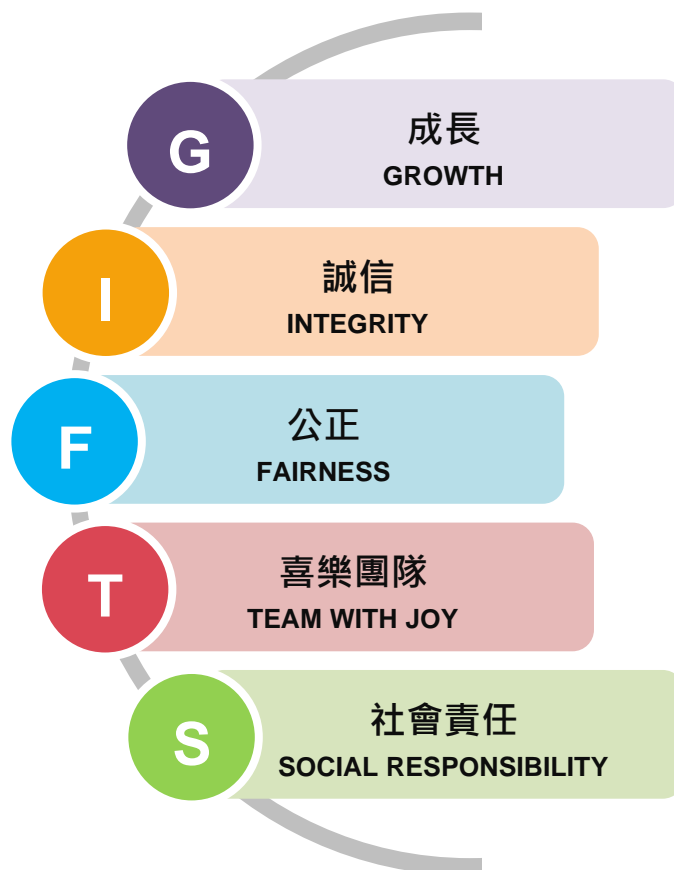 G
成長
GROWTH
I
誠信
INTEGRITY
F
公正
FAIRNESS
T
喜樂團隊
TEAM WITH JOY
S
社會責任
SOCIAL RESPONSIBILITY